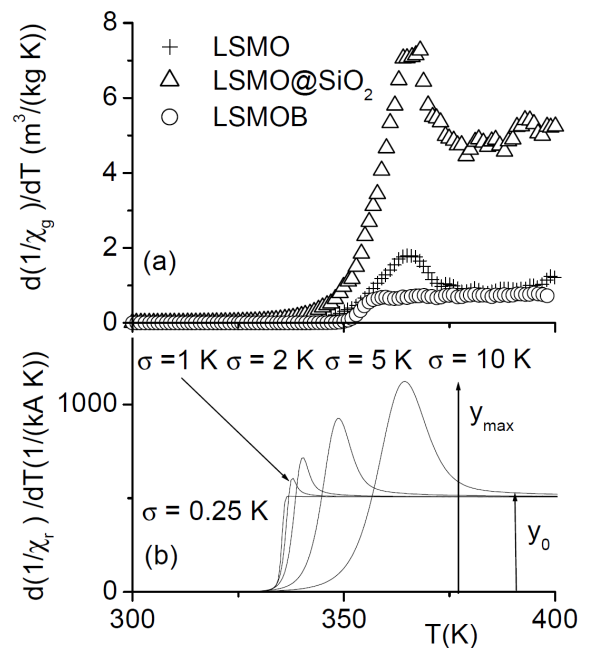 8
6
4
2
0
d(1/χg)/dT (m³/(kg K))
LSMO
LSMO@SiO₂
LSMOB
(a)
σ = 1 K σ = 2 K σ = 5 K σ = 10 K
1000
0
d(1/χr)/dT(1/(kA K))
ymax
σ = 0.25 K
(b)
y₀
300
350
400
T(K)